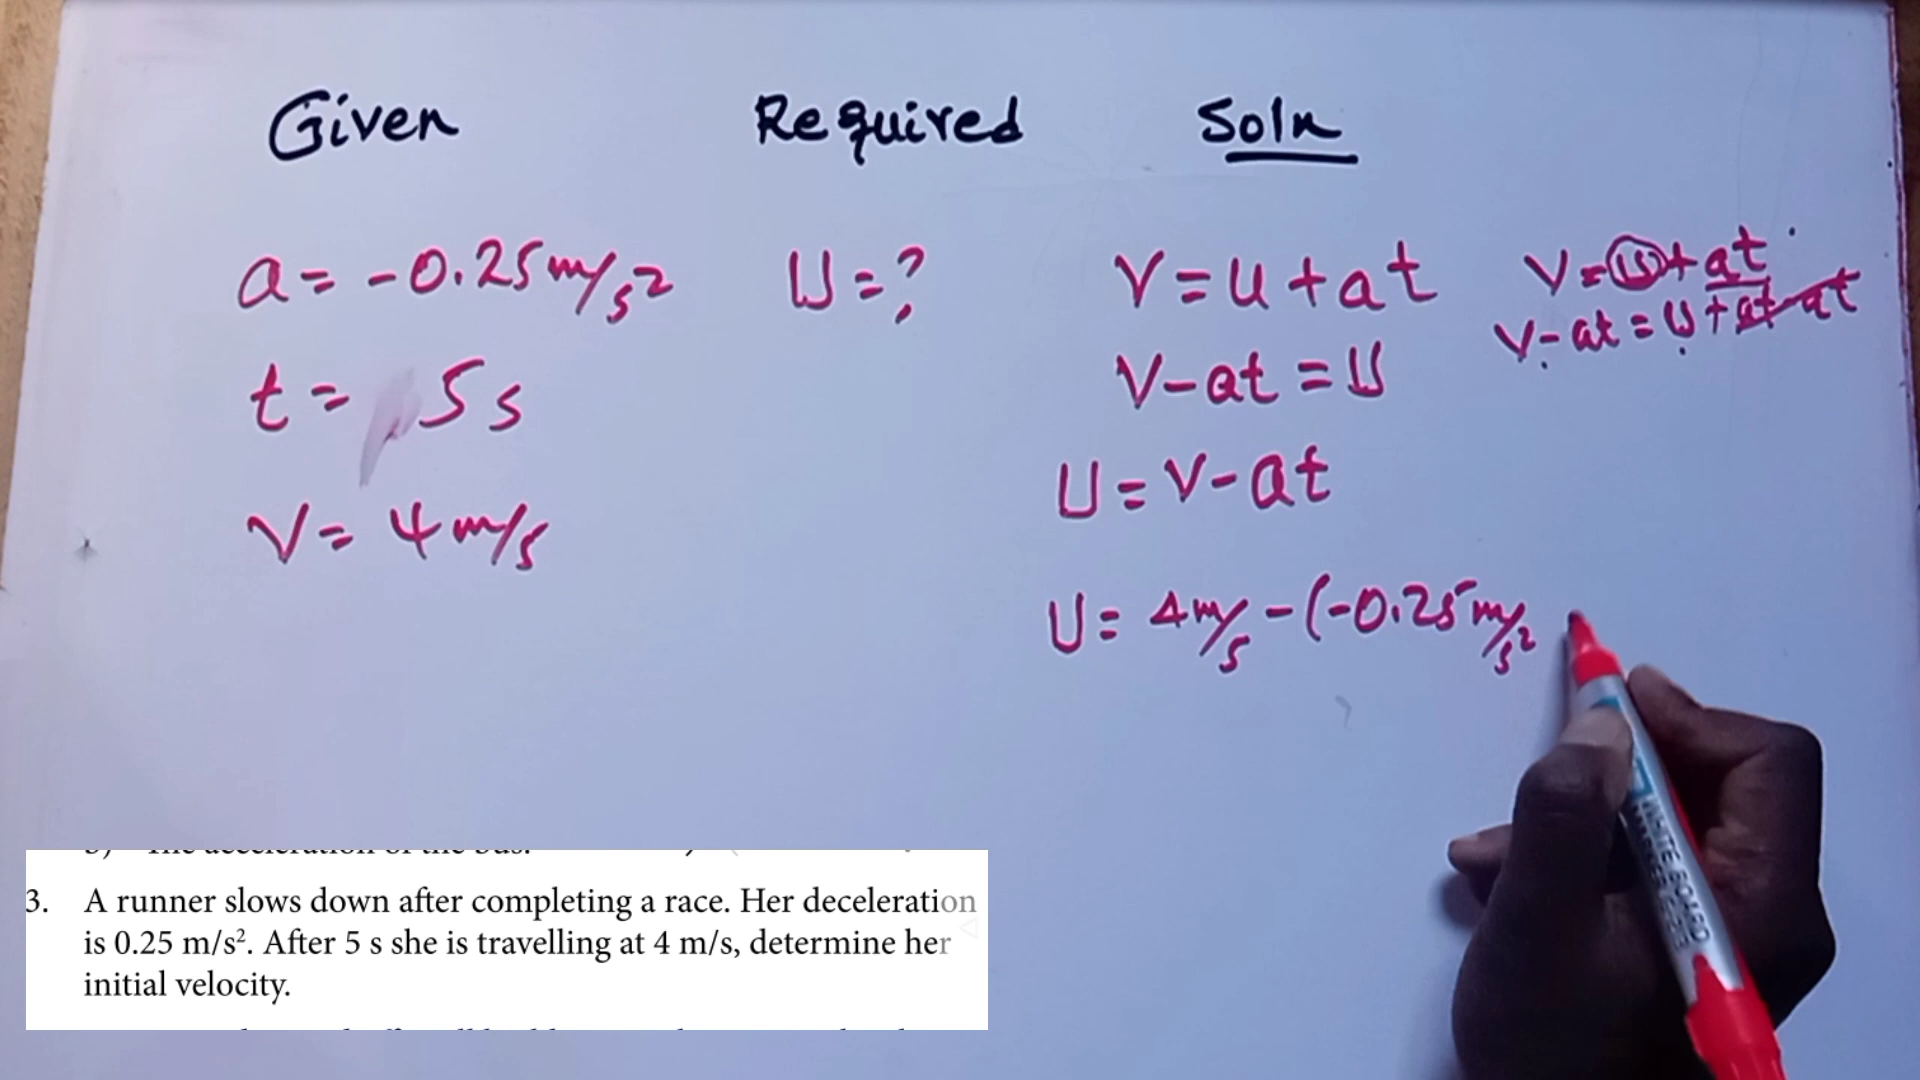 Given
Required
Soln
a = -0.25 m/s²
t = 5 s
V = 4 m/s
U = ?
V = u + at
V - at = U
U = V - at
U = 4 m/s - (-0.25 m/s²
V = U + at
V - at = U + at - at
WHITE BOARD
3. A runner slows down after completing a race. Her deceleration
is 0.25 m/s². After 5 s she is travelling at 4 m/s, determine her
initial velocity.